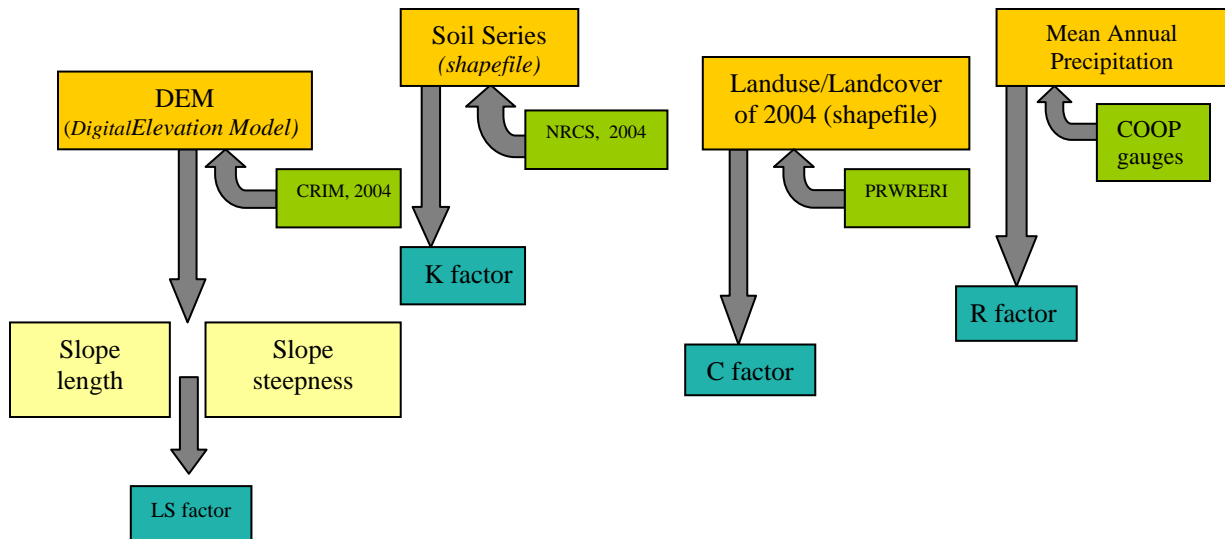 Soil Series
(shapefile)
Mean Annual
Precipitation
DEM
(DigitalElevation Model)
Landuse/Landcover
of 2004 (shapefile)
NRCS, 2004
COOP
gauges
CRIM, 2004
PRWRERI
K factor
R factor
Slope
length
Slope
steepness
C factor
LS factor